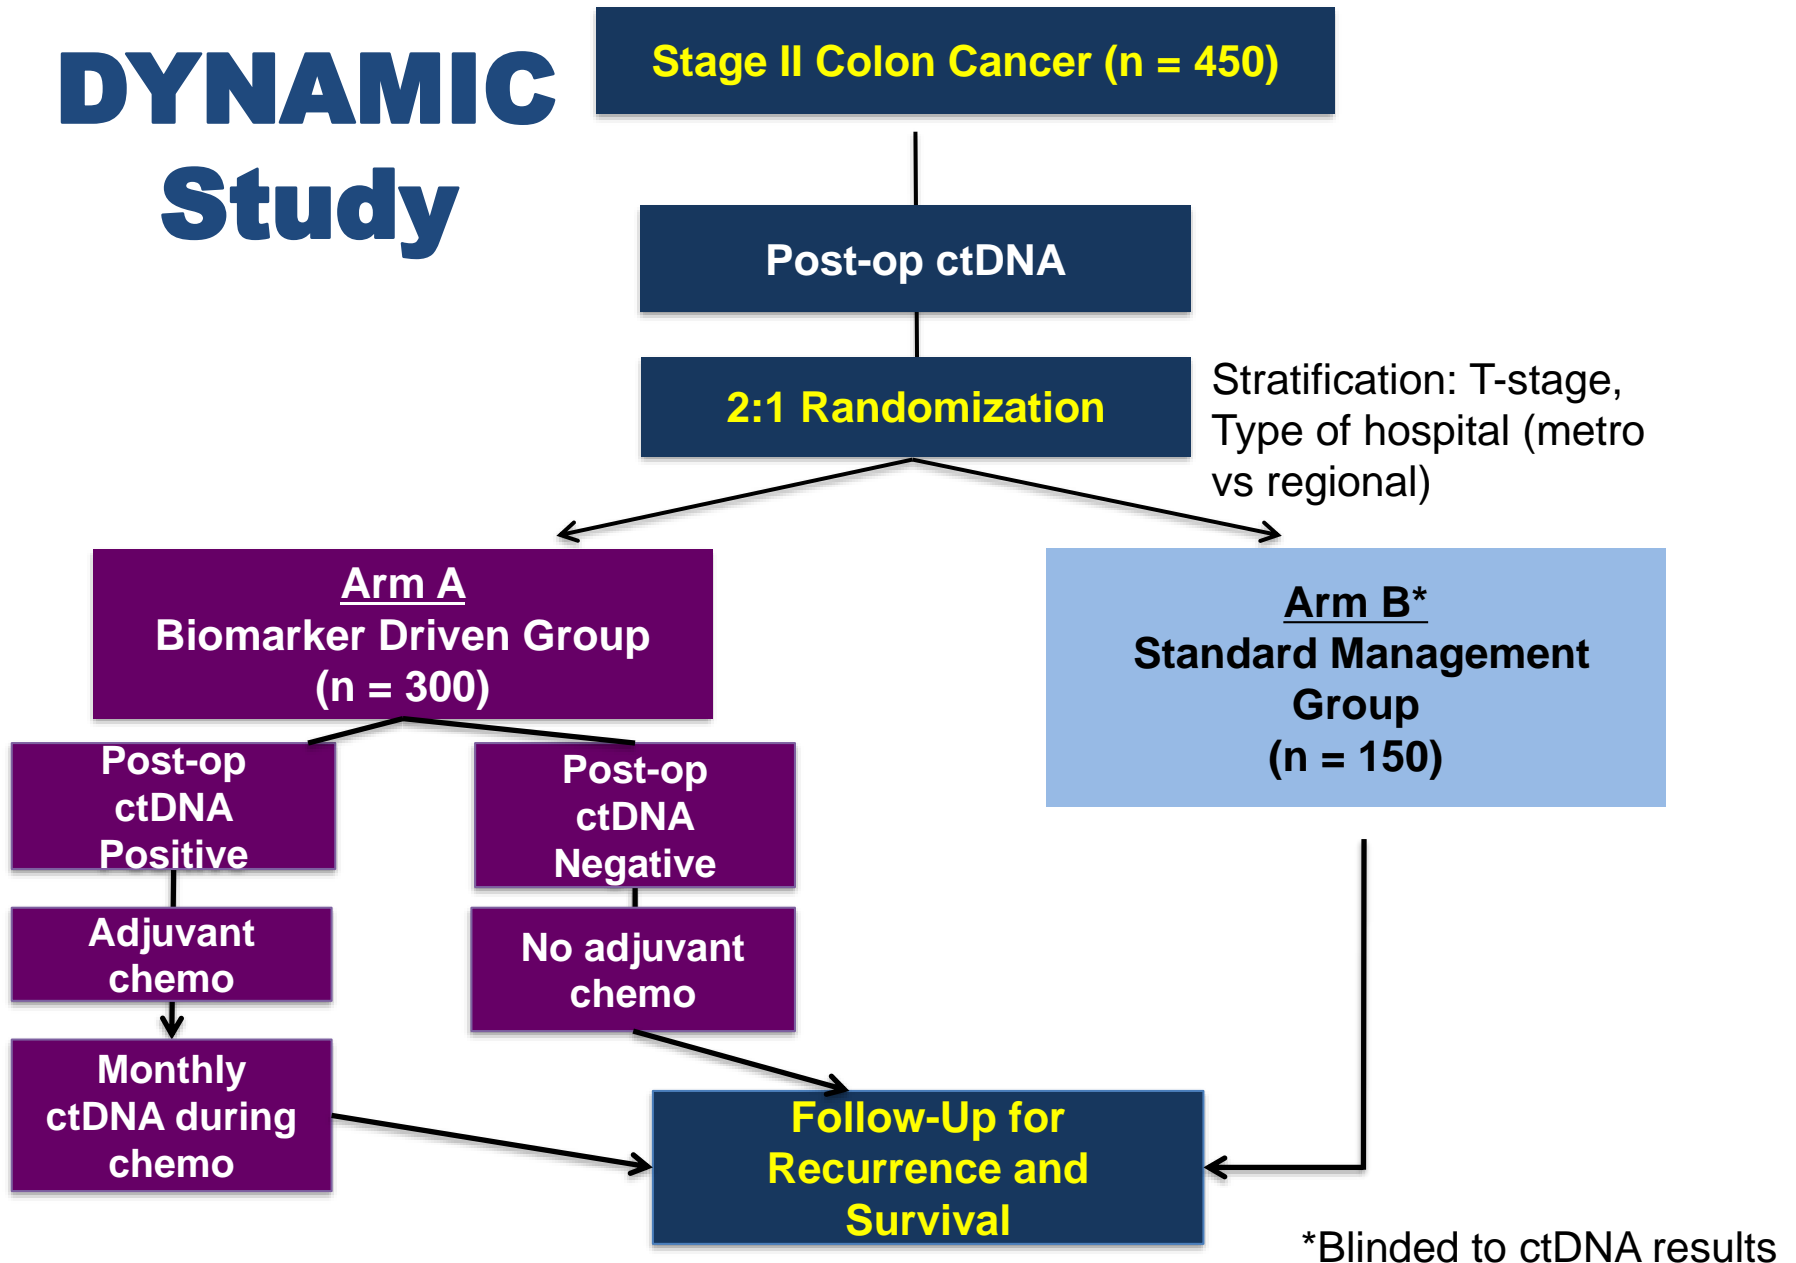 DYNAMIC
Study
Stage II Colon Cancer (n = 450)
Post-op ctDNA
2:1 Randomization
Stratification: T-stage,
Type of hospital (metro
vs regional)
Arm A
Biomarker Driven Group
(n = 300)
Arm B*
Standard Management
Group
(n = 150)
Post-op
ctDNA
Positive
Post-op
ctDNA
Negative
Adjuvant
chemo
No adjuvant
chemo
Monthly
ctDNA during
chemo
Follow-Up for
Recurrence and
Survival
*Blinded to ctDNA results